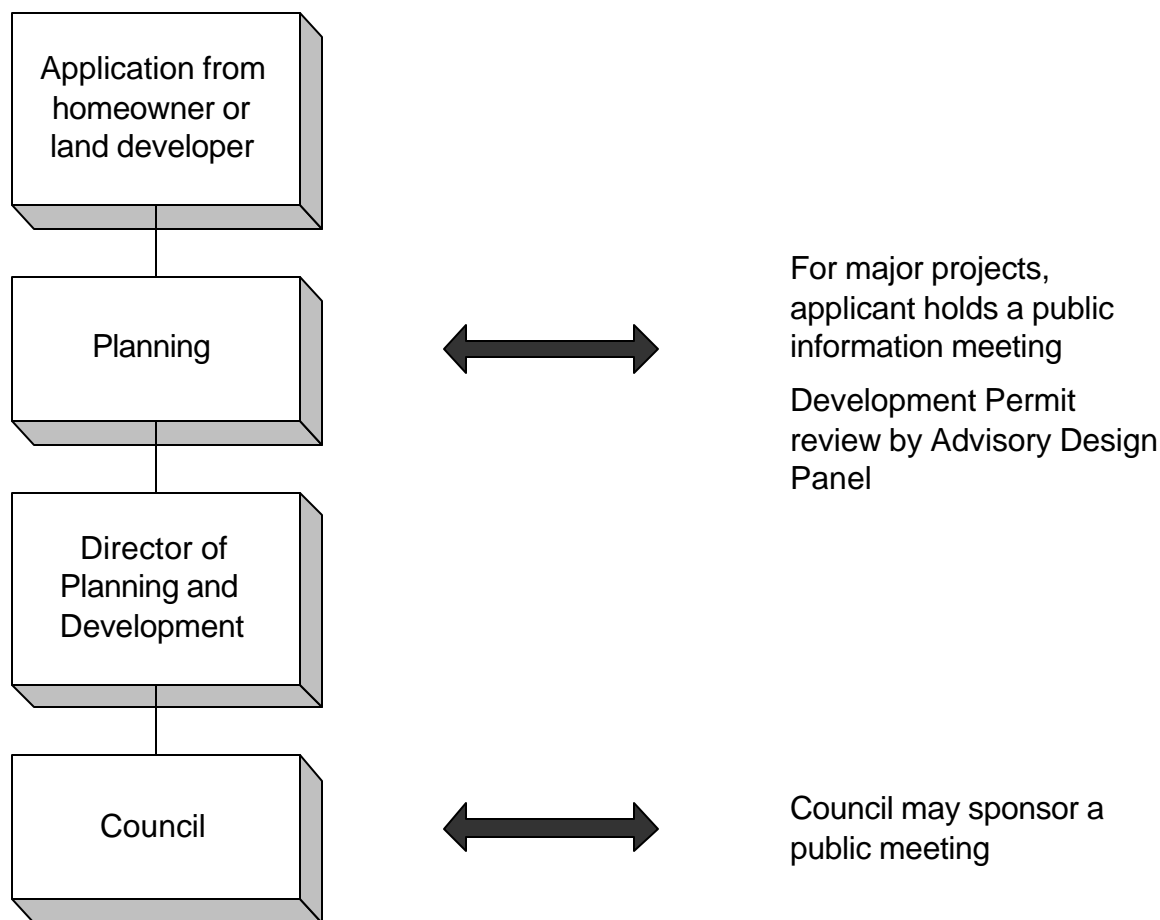 Application from
homeowner or
land developer
Planning
For major projects,
applicant holds a public
information meeting
Development Permit
review by Advisory Design
Panel
Director of
Planning and
Development
Council
Council may sponsor a
public meeting